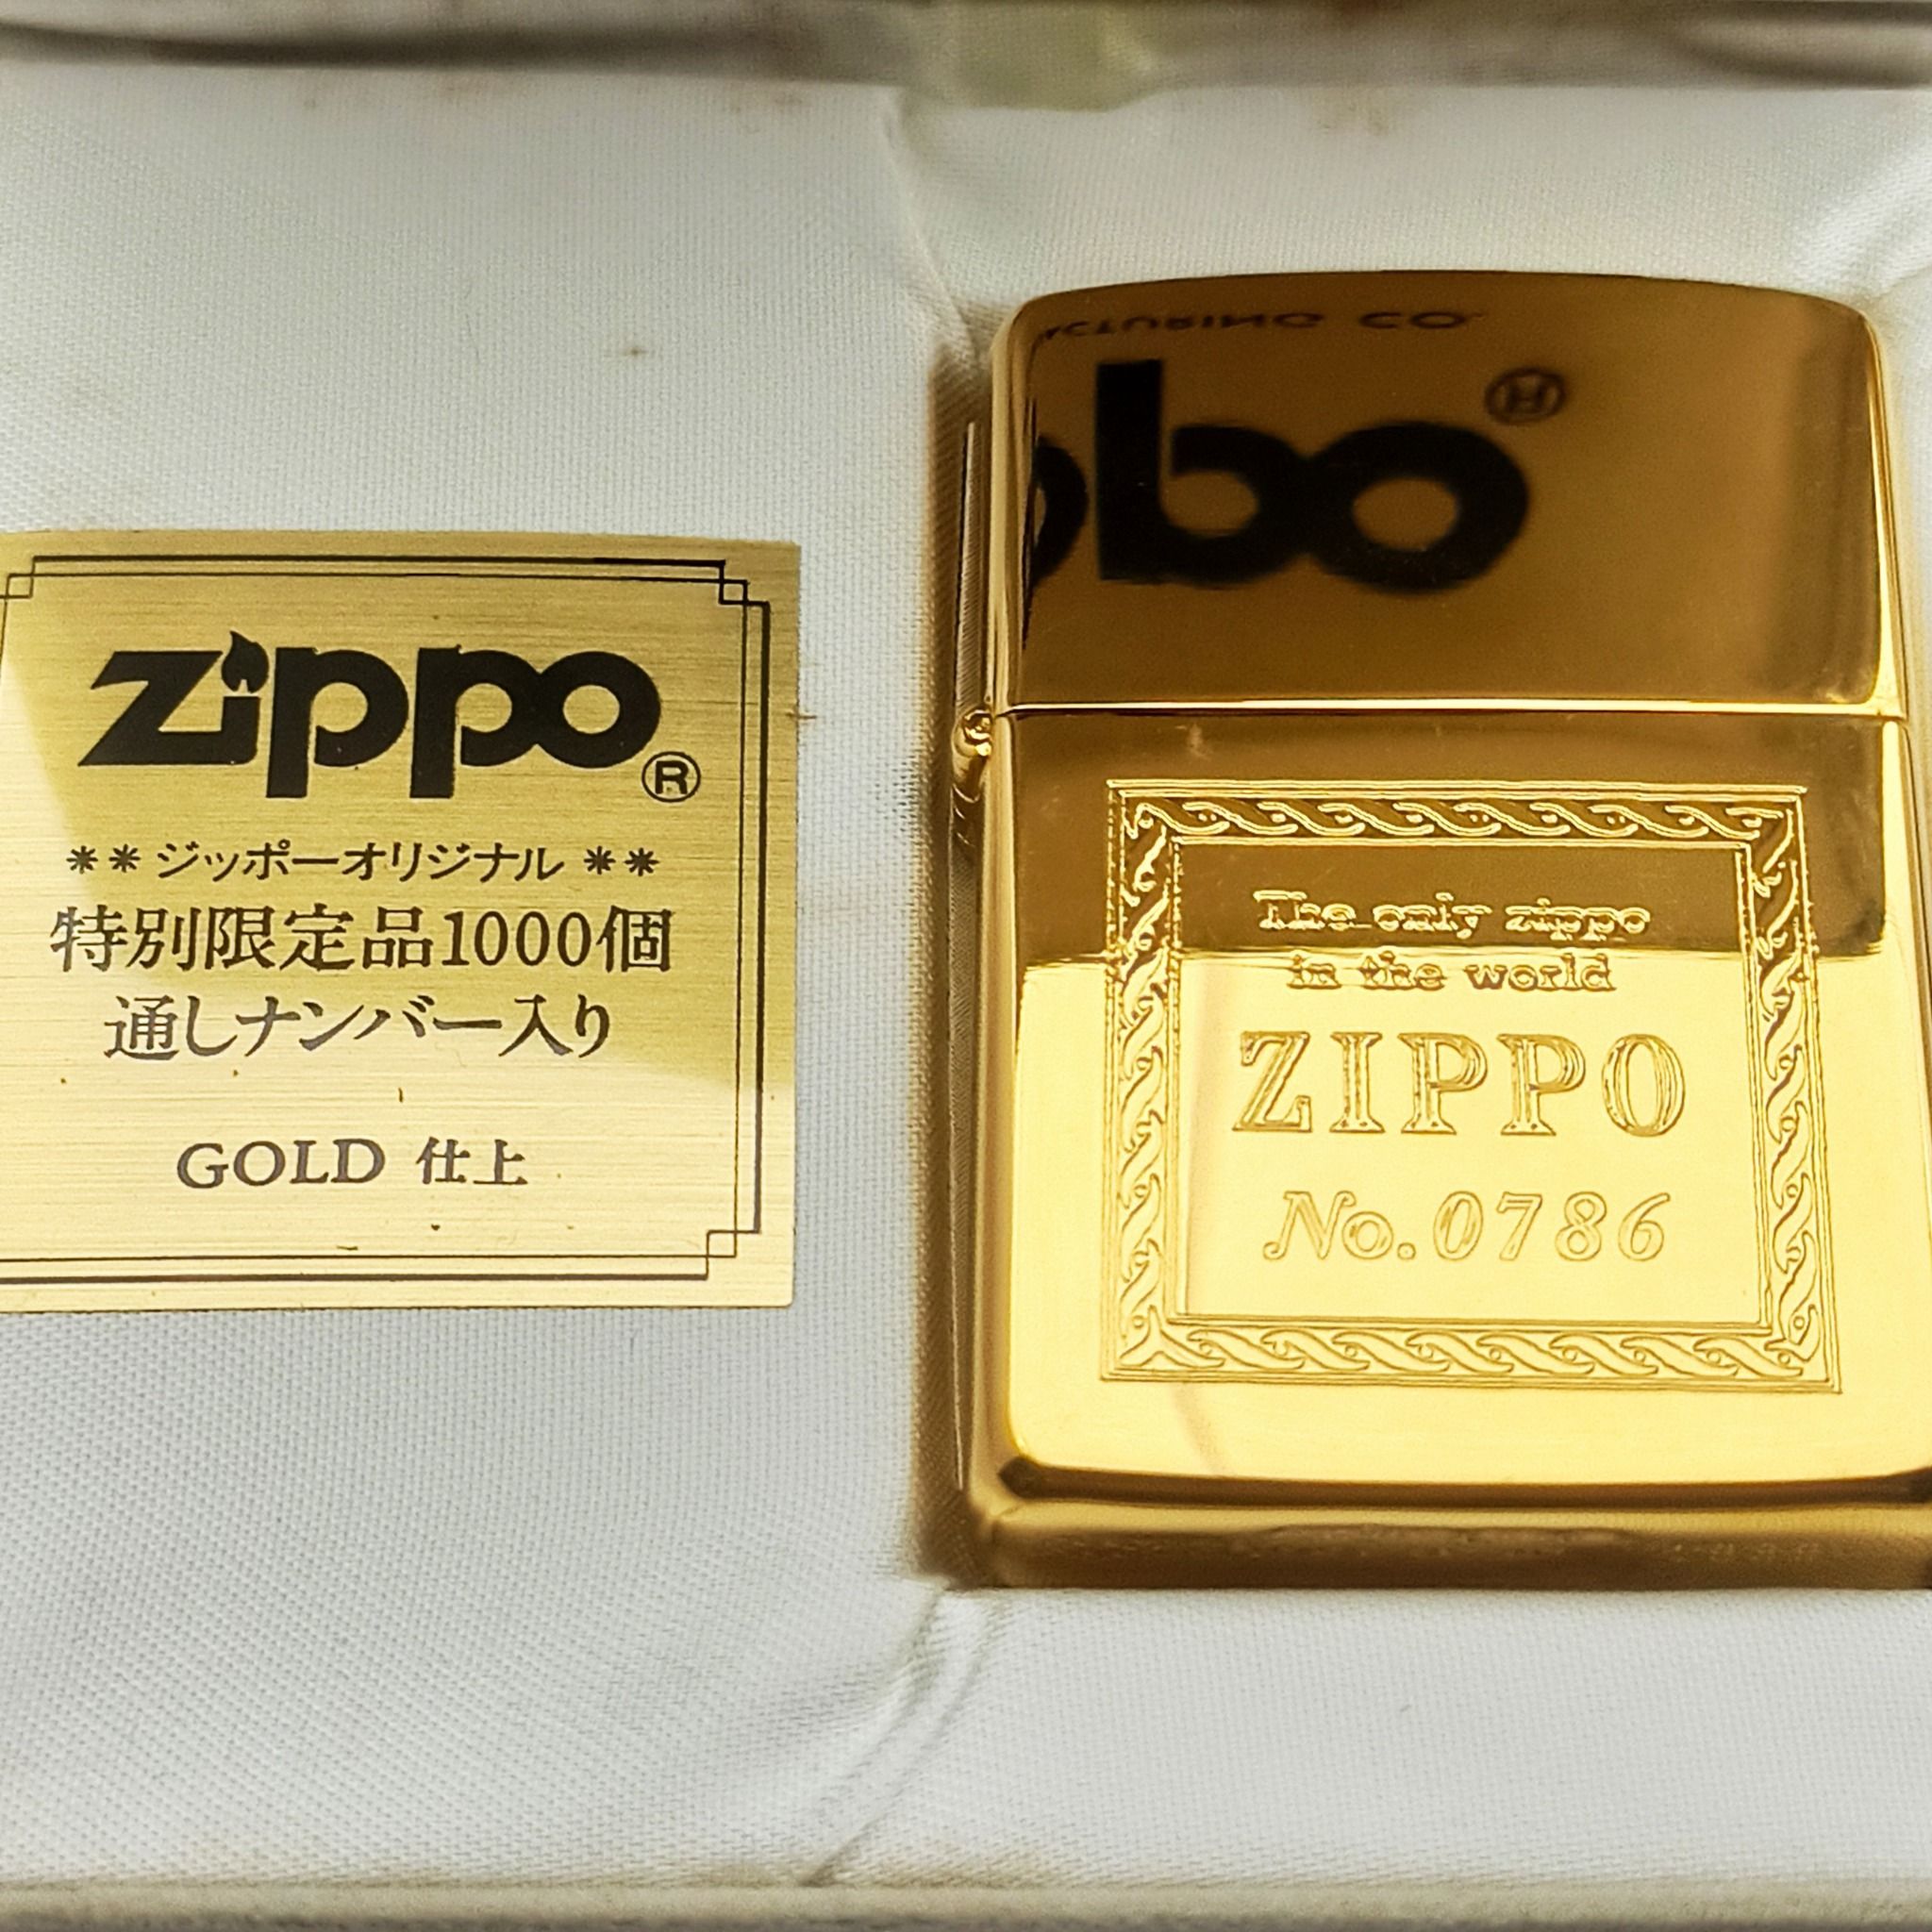 zippo®
** ジッポーオリジナル **
特別限定品1000個
通しナンバー入り
GOLD 仕上
The only zippo
in the world
ZIPPO
No.0786